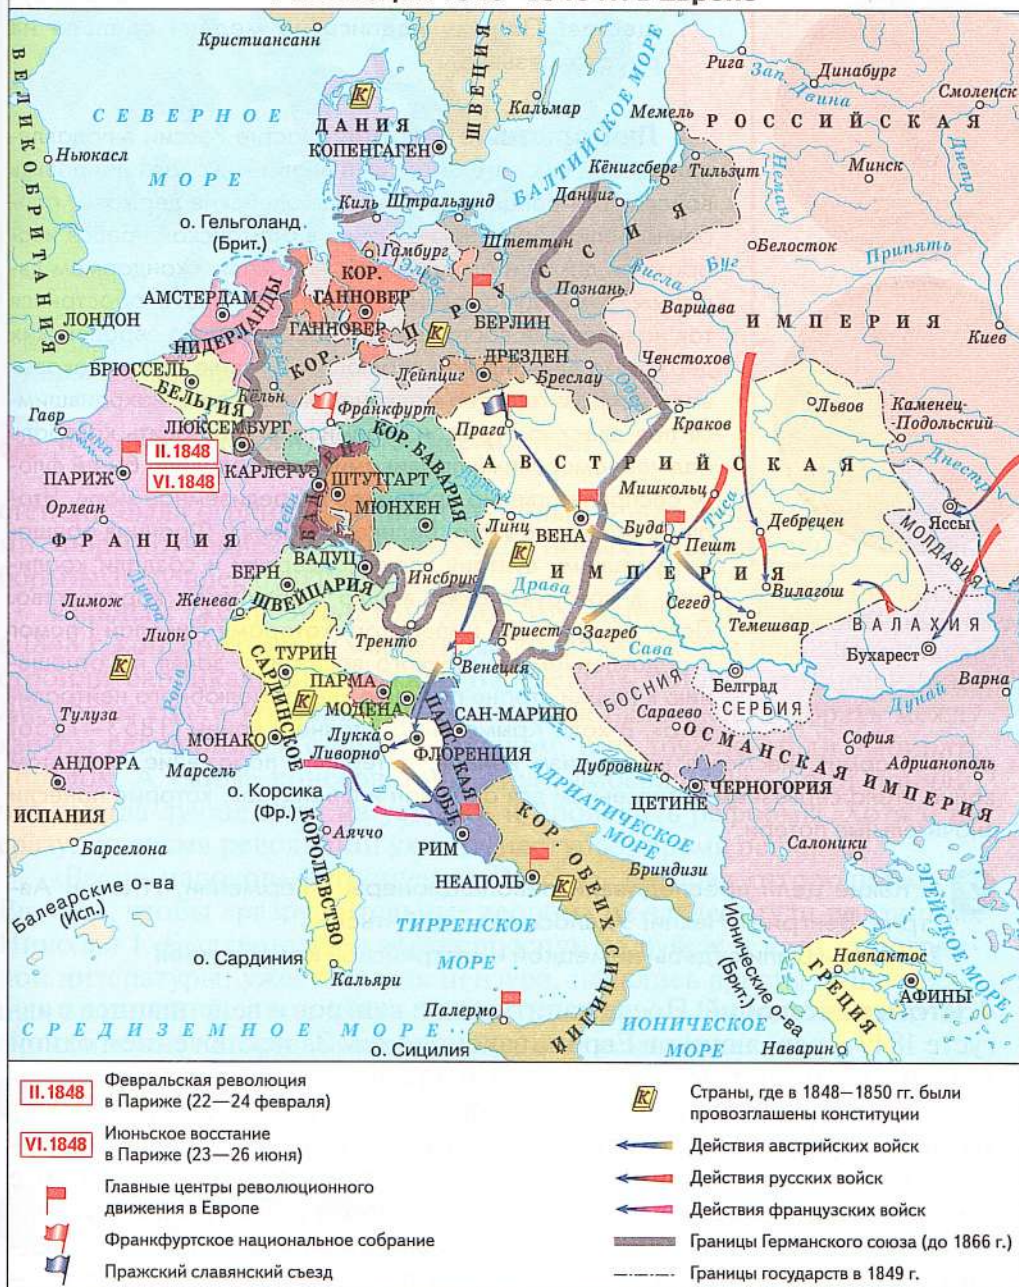 Кристиансанн
ШВЕЦИЯ
Кальмар
БАЛТИЙСКОЕ МОРЕ
Рига
Зап. Двина
Динабург
Смоленск
Мемель
РОССИЙСКАЯ
ВЕЛИКОБРИТАНИЯ
СЕВЕРНОЕ
МОРЕ
К
ДАНИЯ
КОПЕНГАГЕН
Ньюкасл
Кёнигсберг
Тильзит
Неман
Минск
Днепр
Киль
Штральзунд
Данциг
о. Гельголанд
(Брит.)
Гамбург
Эльба
Штеттин
Белосток
Припять
Висла
Буг
АМСТЕРДАМ
КОР.
ГАННОВЕР
ГАННОВЕР
КОР. ПРУССИЯ
К
БЕРЛИН
Познань
Варшава
ИМПЕРИЯ
Киев
ЛОНДОН
НИДЕРЛАНДЫ
БРЮССЕЛЬ
БЕЛЬГИЯ
Кёльн
Лейпциг
ДРЕЗДЕН
Бреслау
Одер
Ченстохов
Гавр
Сена
ЛЮКСЕМБУРГ
Франкфурт
Прага
Краков
Львов
Каменец-
-Подольский
ПАРИЖ
II.1848
VI.1848
КАРЛСРУЭ
БАДЕН
КОР. БАВАРИЯ
ШТУТГАРТ
МЮНХЕН
АВСТРИЙСКАЯ
Мишкольц
Тиса
Дебрецен
Днестр
Яссы
Орлеан
Рейн
Линц
ВЕНА
Буда
Пешт
МОЛДАВИЯ
ФРАНЦИЯ
ВАДУЦ
БЕРН
ШВЕЙЦАРИЯ
Инсбрук
К
ИМПЕРИЯ
Драва
Вилагош
Луара
Лимож
Женева
Сегед
Темешвар
ВАЛАХИЯ
Лион
Тренто
Триест
Загреб
Сава
Бухарест
К
Рона
ТУРИН
Венеция
БОСНИЯ
Белград
СЕРБИЯ
Дунай
Варна
ПАРМА
МОДЕНА
К
САН-МАРИНО
Сараево
София
Тулуза
МОНАКО
Лукка
Ливорно
ФЛОРЕНЦИЯ
ПАПСКАЯ ОБЛ.
ОСМАНСКАЯ ИМПЕРИЯ
АНДОРРА
Марсель
Дубровник
Адрианополь
АДРИАТИЧЕСКОЕ
МОРЕ
ЦЕТИНЕ
ЧЕРНОГОРИЯ
ИСПАНИЯ
о. Корсика
(Фр.)
Аяччо
САРДИНСКОЕ КОРОЛЕВСТВО
РИМ
КОР. ОБЕИХ СИЦИЛИЙ
Барселона
НЕАПОЛЬ
К
Бриндизи
Салоники
Балеарские о-ва
(Исп.)
ТИРРЕНСКОЕ
МОРЕ
Ионические о-ва
(Брит.)
ЭГЕЙСКОЕ МОРЕ
о. Сардиния
Кальяри
Навпактос
ГРЕЦИЯ
АФИНЫ
Палермо
СРЕДИЗЕМНОЕ МОРЕ
о. Сицилия
ИОНИЧЕСКОЕ
МОРЕ
Наварин
II.1848
Февральская революция
в Париже (22—24 февраля)
VI.1848
Июньское восстание
в Париже (23—26 июня)
Главные центры революционного
движения в Европе
Франкфуртское национальное собрание
Пражский славянский съезд
К
Страны, где в 1848—1850 гг. были
провозглашены конституции
Действия австрийских войск
Действия русских войск
Действия французских войск
Границы Германского союза (до 1866 г.)
Границы государств в 1849 г.